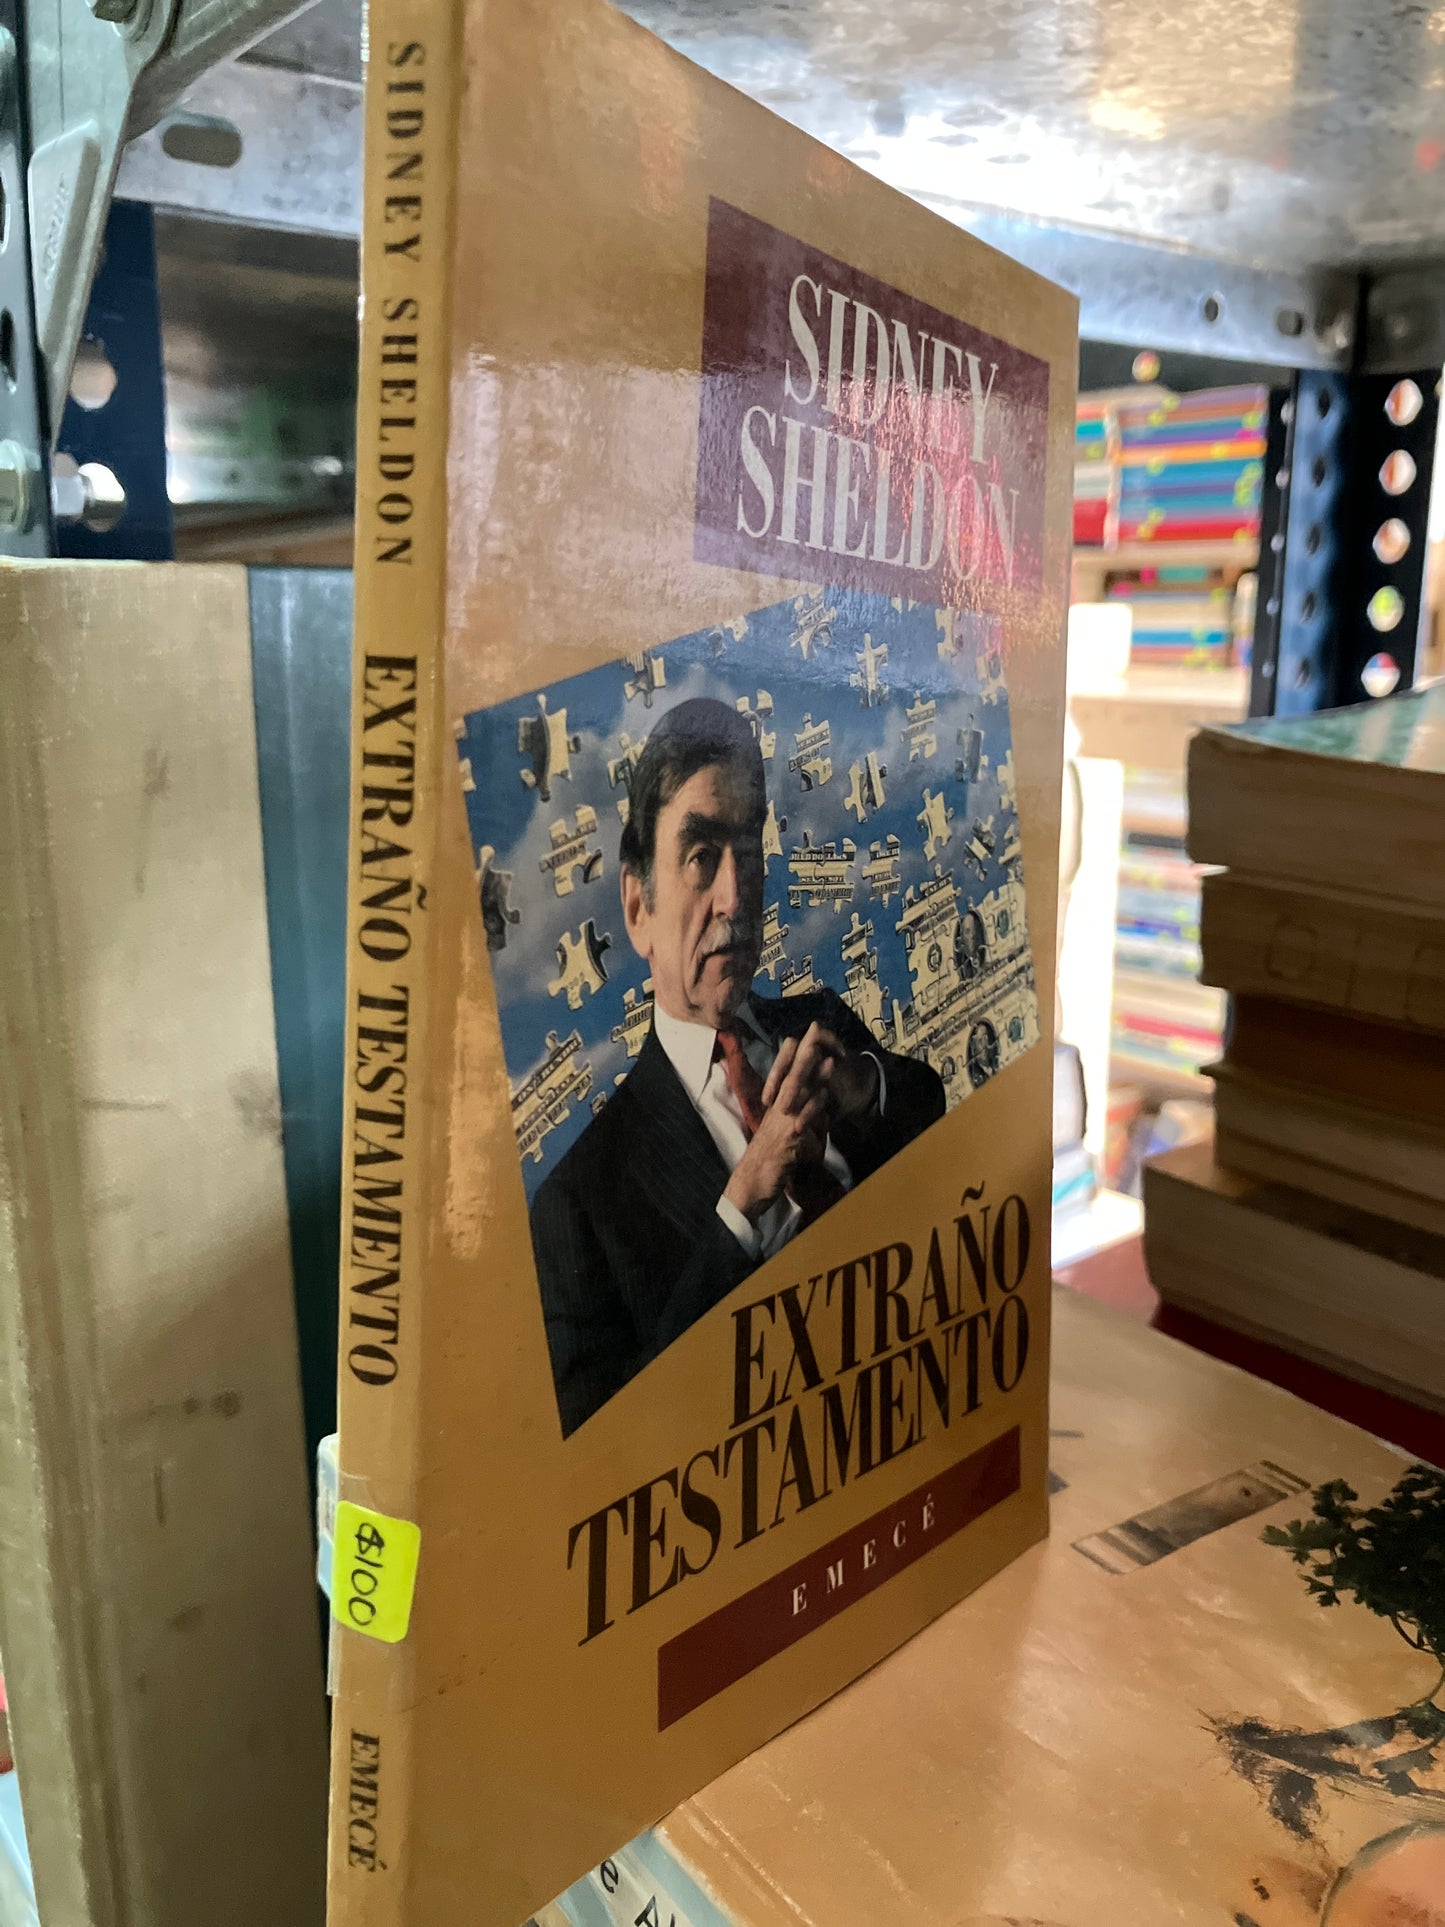 SIDNEY SHELDON
EXTRAÑO TESTAMENTO
$100
EMECÉ
SIDNEY
SHELDON
EXTRAÑO
TESTAMENTO
EMECÉ